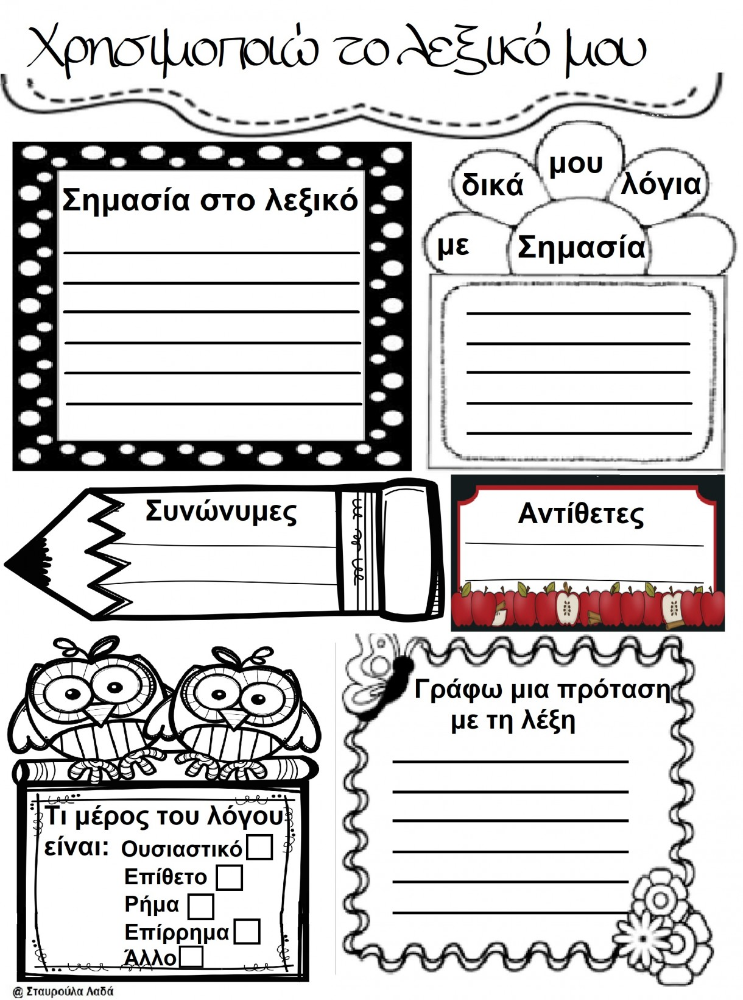 Χρησιμοποιώ το λεξικό μου
Σημασία στο λεξικό
Σημασία
με
δικά
μου
λόγια
Συνώνυμες
Αντίθετες
Τι μέρος του λόγου
είναι: Ουσιαστικό
Επίθετο
Ρήμα
Επίρρημα
Άλλο
Γράφω μια πρόταση
με τη λέξη
@ Σταυρούλα Λαδά